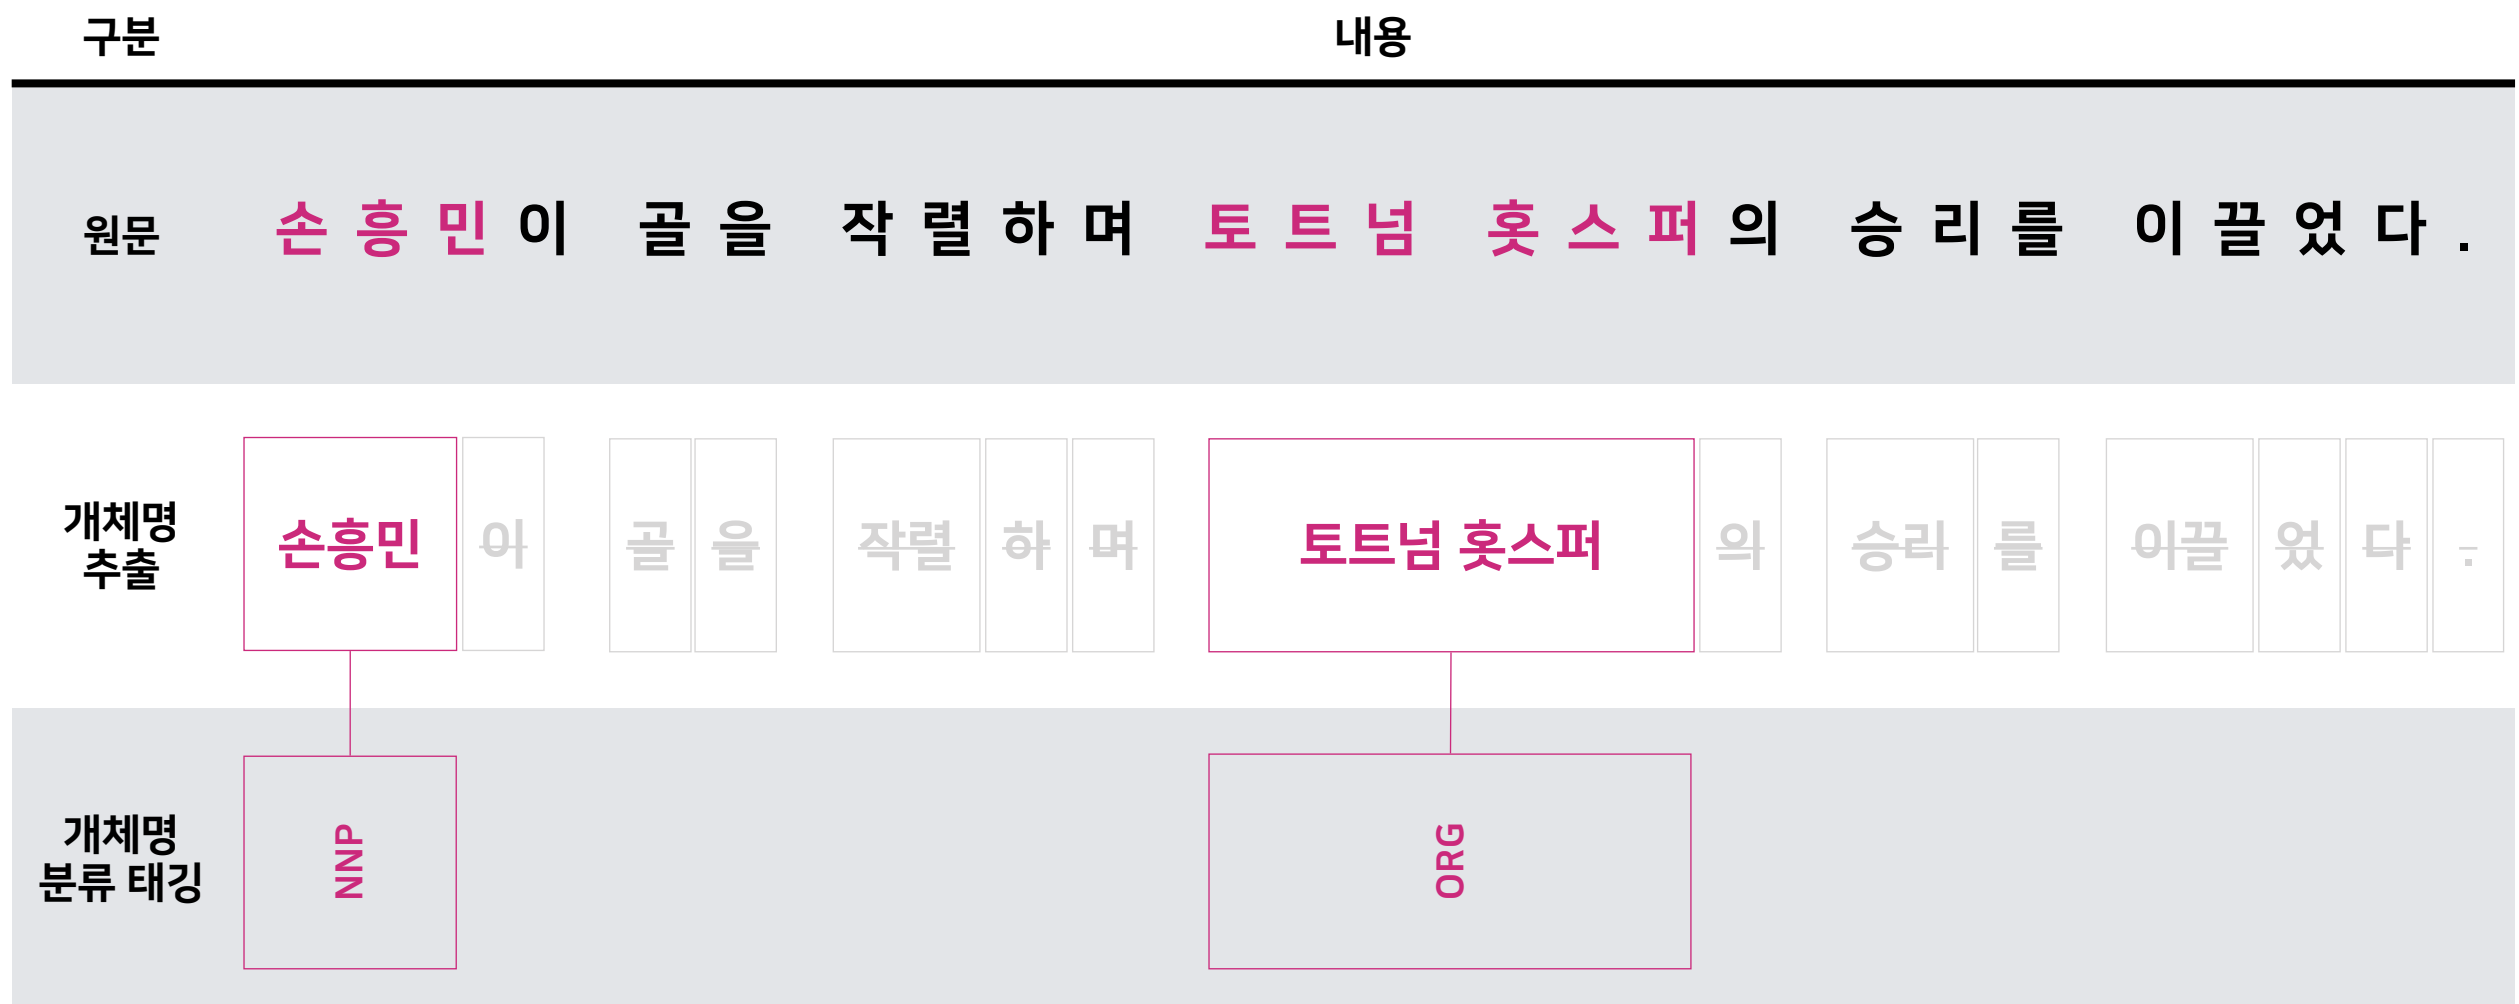 구분 내용
원문 손흥민이 골을 작렬하며 토트넘 홋스퍼의 승리를 이끌었다.
개체명
추출
손흥민 이 골 을 작렬 하 며 토트넘 홋스퍼 의 승리 를 이끌 었 다 .
개체명
분류 태깅
NNP ORG